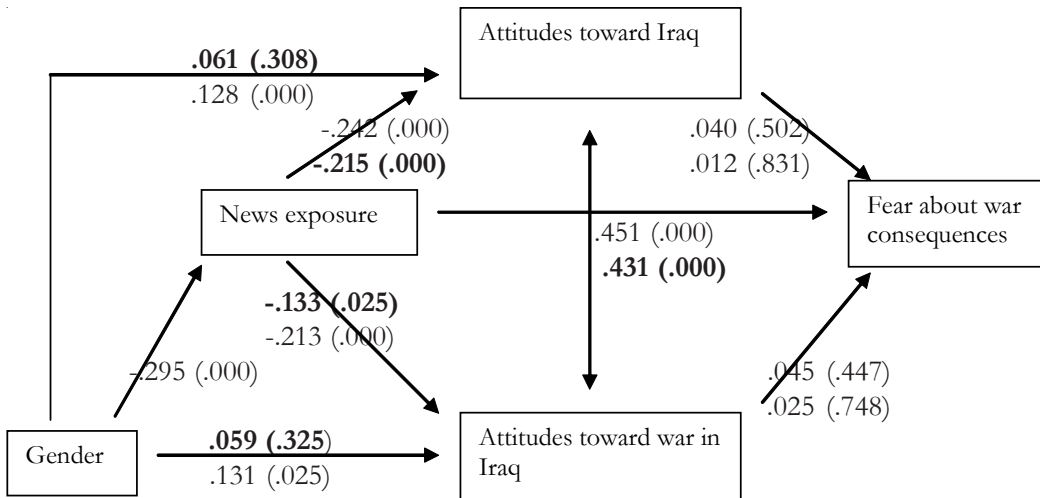 Attitudes toward Iraq
.061 (.308)
.128 (.000)
-.242 (.000)
-.215 (.000)
.040 (.502)
.012 (.831)
News exposure
Fear about war
consequences
.451 (.000)
.431 (.000)
-.133 (.025)
-.213 (.000)
-.295 (.000)
.045 (.447)
.025 (.748)
Gender
.059 (.325)
.131 (.025)
Attitudes toward war in
Iraq